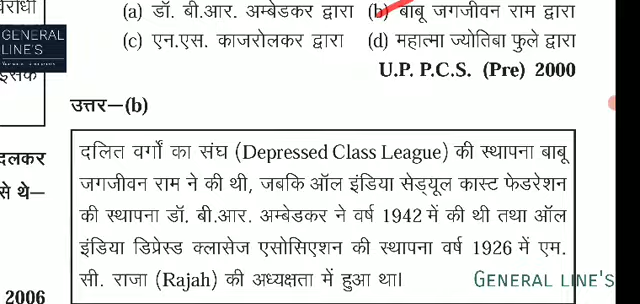 (a) डॉ. बी.आर. अम्बेडकर द्वारा (b) बाबू जगजीवन राम द्वारा
(c) एन.एस. काजरोलकर द्वारा (d) महात्मा ज्योतिबा फुले द्वारा
U.P. P.C.S. (Pre) 2000
GENERAL
LINE'S
इसके
उत्तर–(b)
दलित वर्गों का संघ (Depressed Class League) की स्थापना बाबू
जगजीवन राम ने की थी, जबकि ऑल इंडिया सेड्यूल कास्ट फेडरेशन
की स्थापना डॉ. बी.आर. अम्बेडकर ने वर्ष 1942 में की थी तथा ऑल
इंडिया डिप्रेस्ड क्लासेज एसोसिएशन की स्थापना वर्ष 1926 में एम.
सी. राजा (Rajah) की अध्यक्षता में हुआ था।
दलकर
से थे–
2006
GENERAL LINE'S